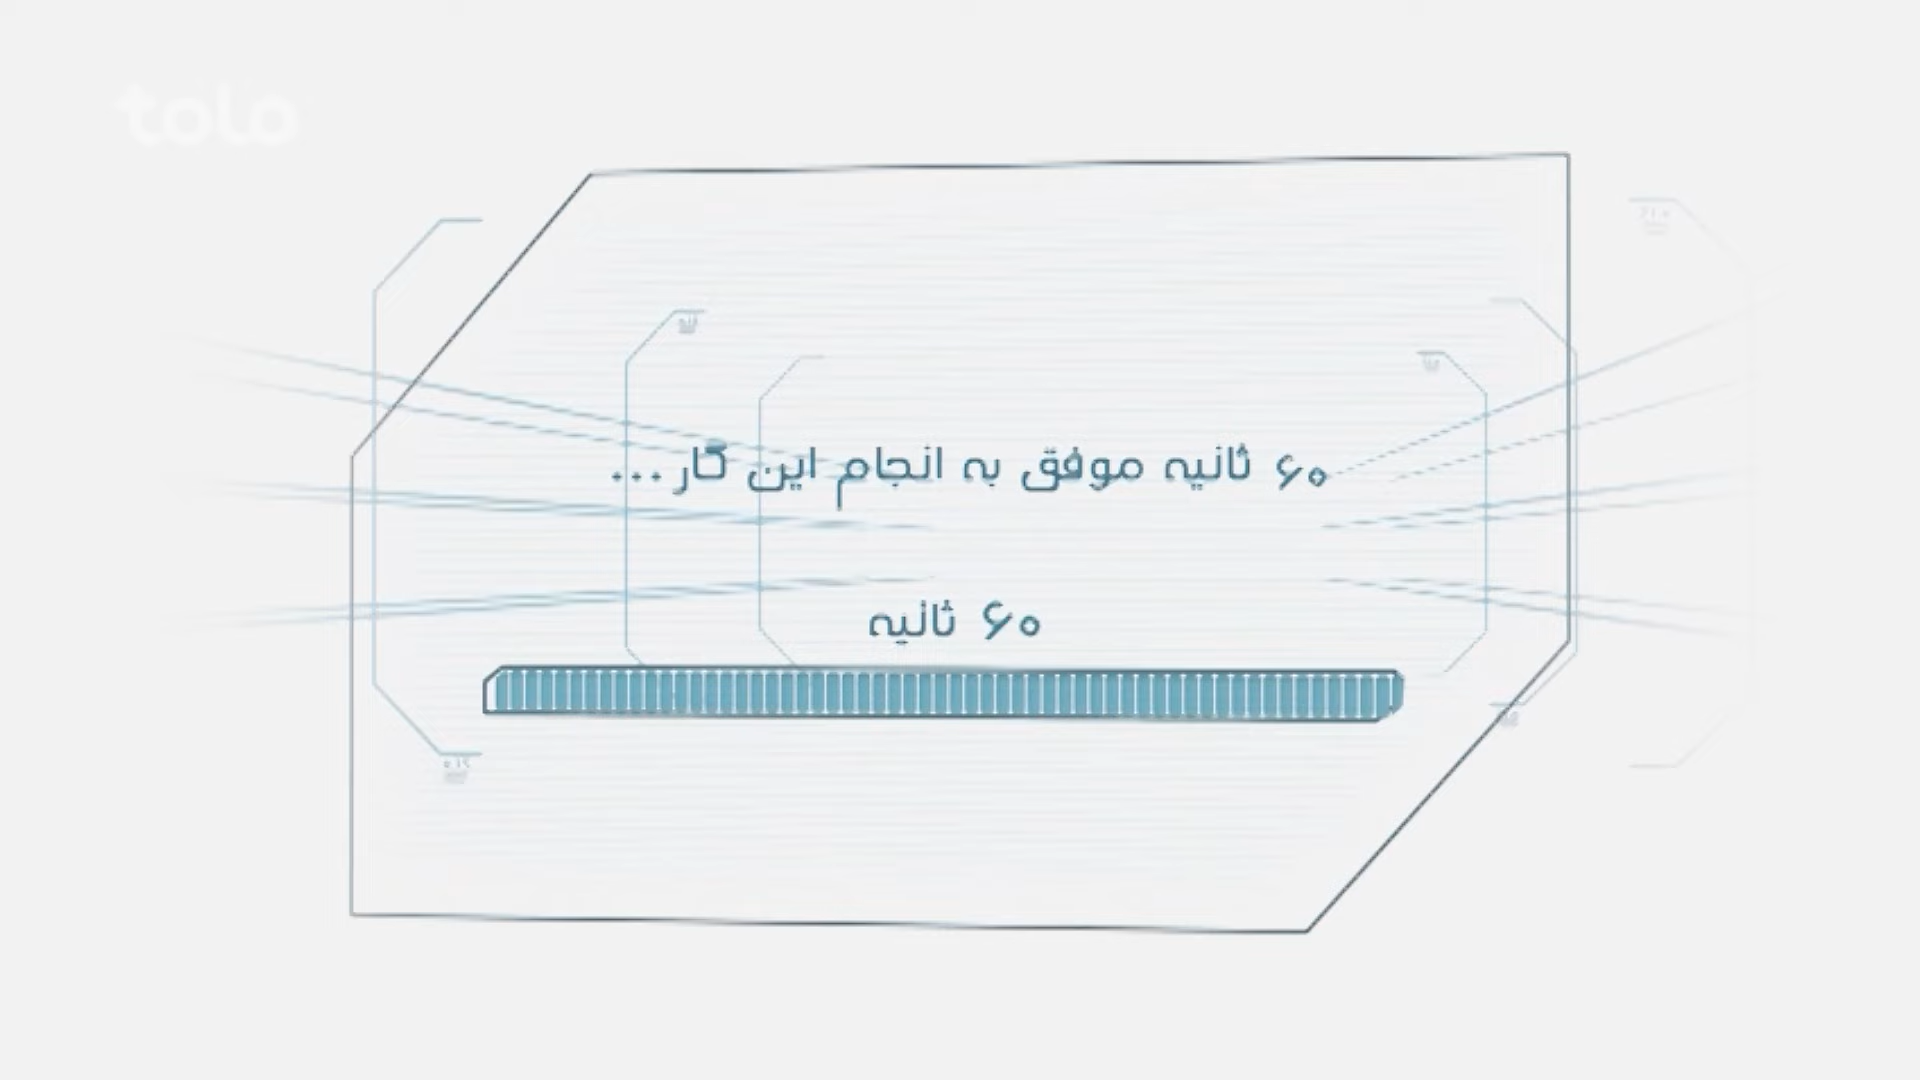 tolo
۶۰ ثانیه موفق به انجام این کار ...
۶۰ ثانیه